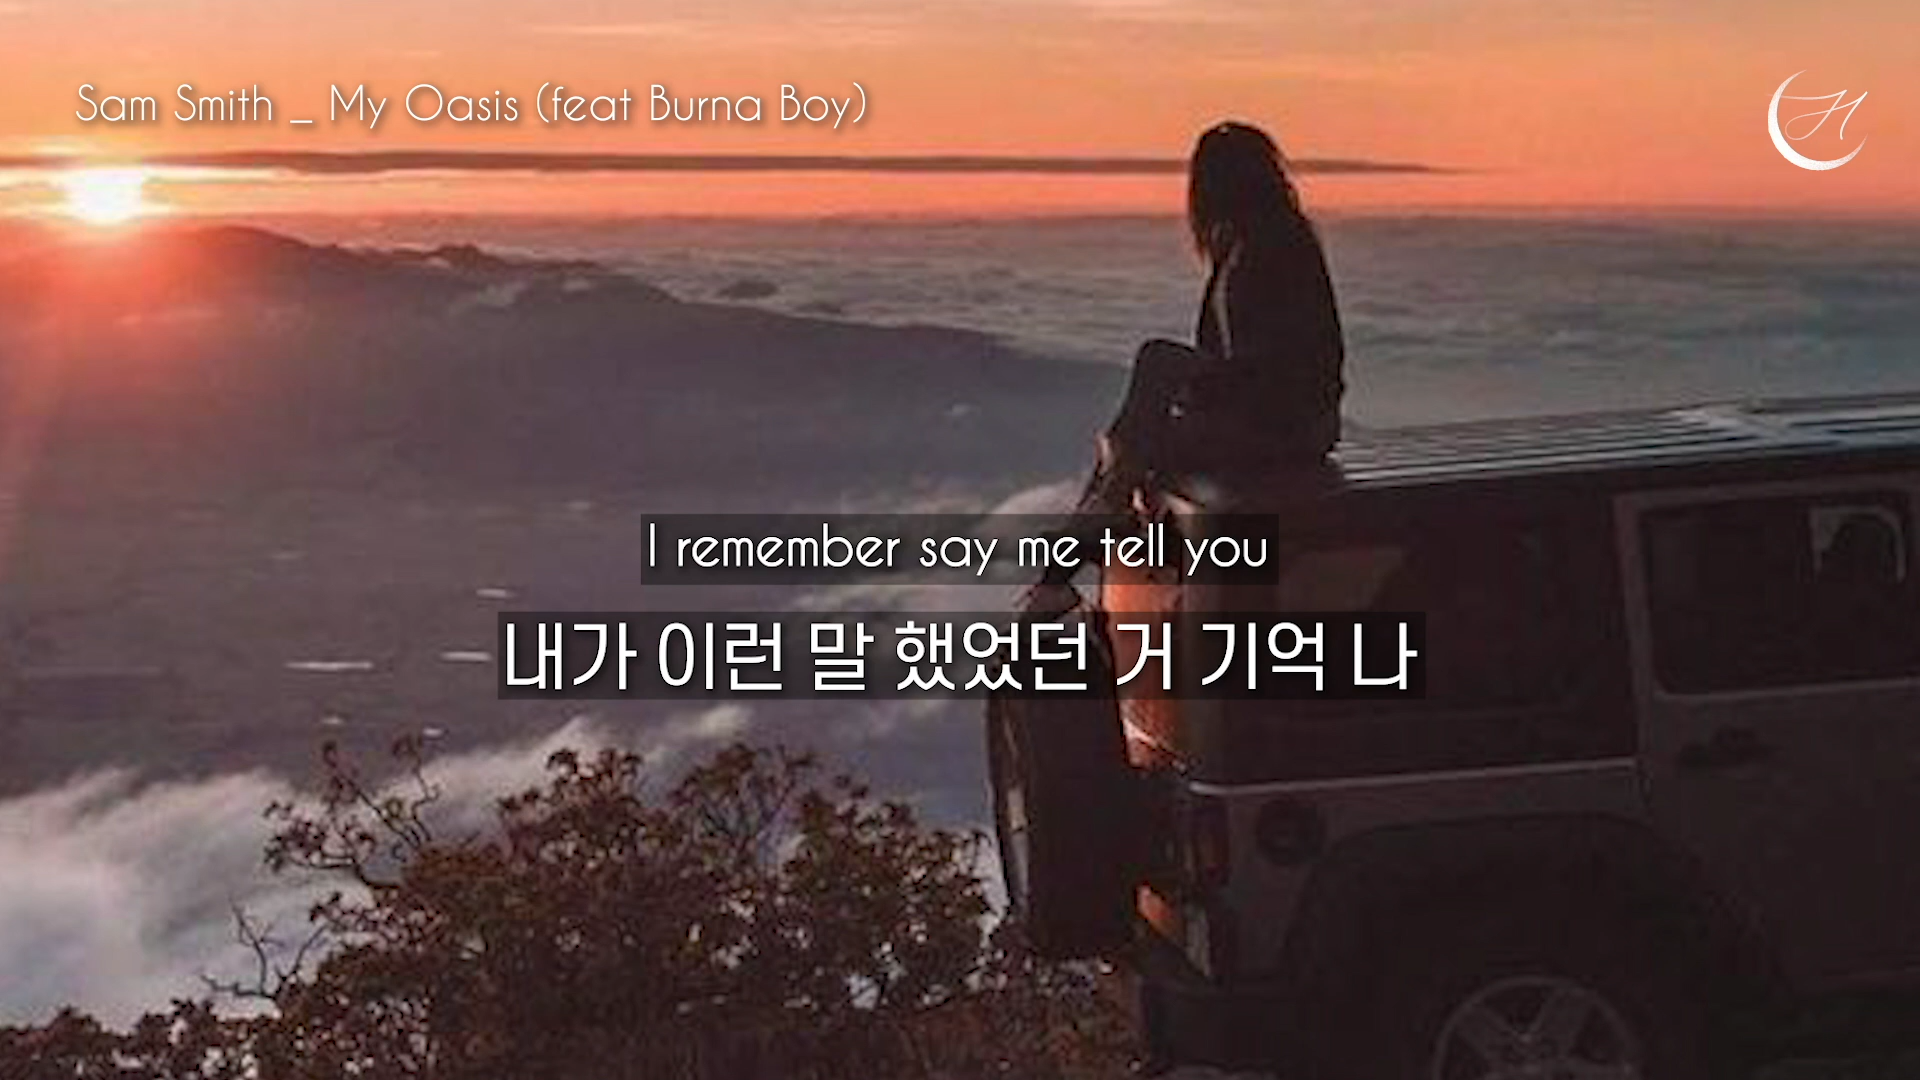 Sam Smith _ My Oasis (feat Burna Boy)
H
I remember say me tell you
내가 이런 말 했었던 거 기억 나